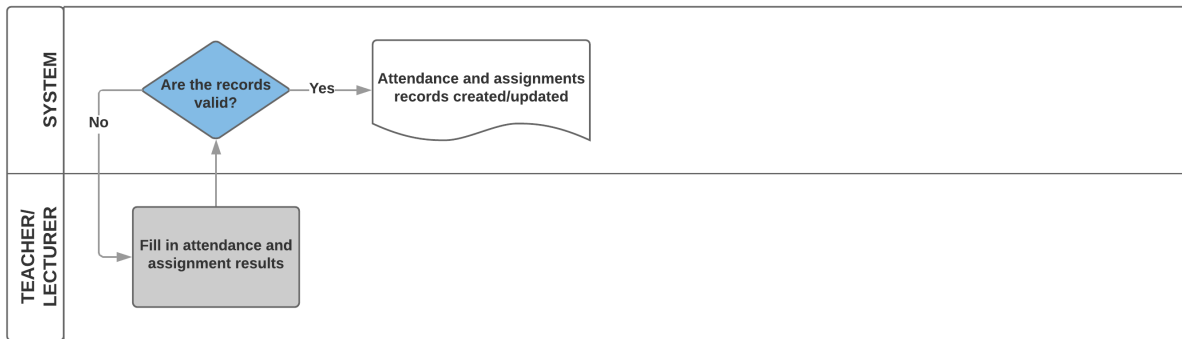 SYSTEM
Are the records
valid?
Yes
Attendance and assignments
records created/updated
No
TEACHER/
LECTURER
Fill in attendance and
assignment results